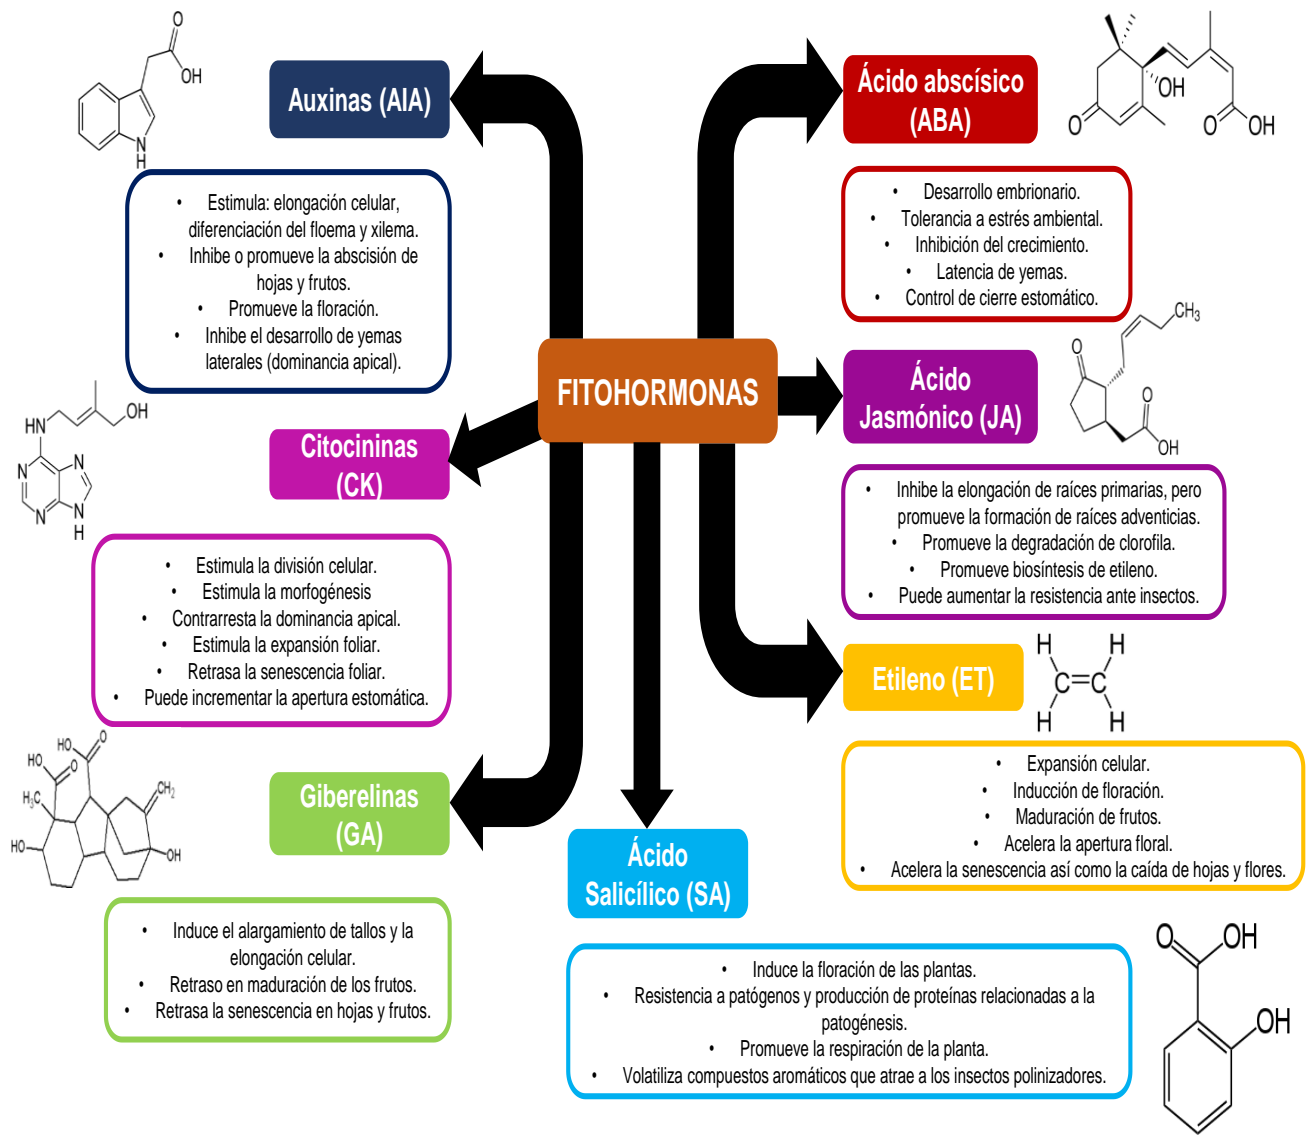 Auxinas (AIA)
• Estimula: elongación celular,
diferenciación del floema y xilema.
• Inhibe o promueve la abscisión de
hojas y frutos.
• Promueve la floración.
• Inhibe el desarrollo de yemas
laterales (dominancia apical).
O
OH
N
H
Citocininas
(CK)
• Estimula la división celular.
• Estimula la morfogénesis
• Contrarresta la dominancia apical.
• Estimula la expansión foliar.
• Retrasa la senescencia foliar.
• Puede incrementar la apertura estomática.
OH
HN
N
N
N
N
H
Giberelinas
(GA)
• Induce el alargamiento de tallos y la
elongación celular.
• Retraso en maduración de los frutos.
• Retrasa la senescencia en hojas y frutos.
HO
O
HO
O
H₃C
CH₂
HO
OH
FITOHORMONAS
Ácido
Salicílico (SA)
• Induce la floración de las plantas.
• Resistencia a patógenos y producción de proteínas relacionadas a la
patogénesis.
• Promueve la respiración de la planta.
• Volatiliza compuestos aromáticos que atrae a los insectos polinizadores.
O
OH
OH
Ácido abscísico
(ABA)
• Desarrollo embrionario.
• Tolerancia a estrés ambiental.
• Inhibición del crecimiento.
• Latencia de yemas.
• Control de cierre estomático.
OH
O
O
OH
Ácido
Jasmónico (JA)
• Inhibe la elongación de raíces primarias, pero
promueve la formación de raíces adventicias.
• Promueve la degradación de clorofila.
• Promueve biosíntesis de etileno.
• Puede aumentar la resistencia ante insectos.
CH₃
O
O
OH
Etileno (ET)
• Expansión celular.
• Inducción de floración.
• Maduración de frutos.
• Acelera la apertura floral.
• Acelera la senescencia así como la caída de hojas y flores.
H H
C=C
H H